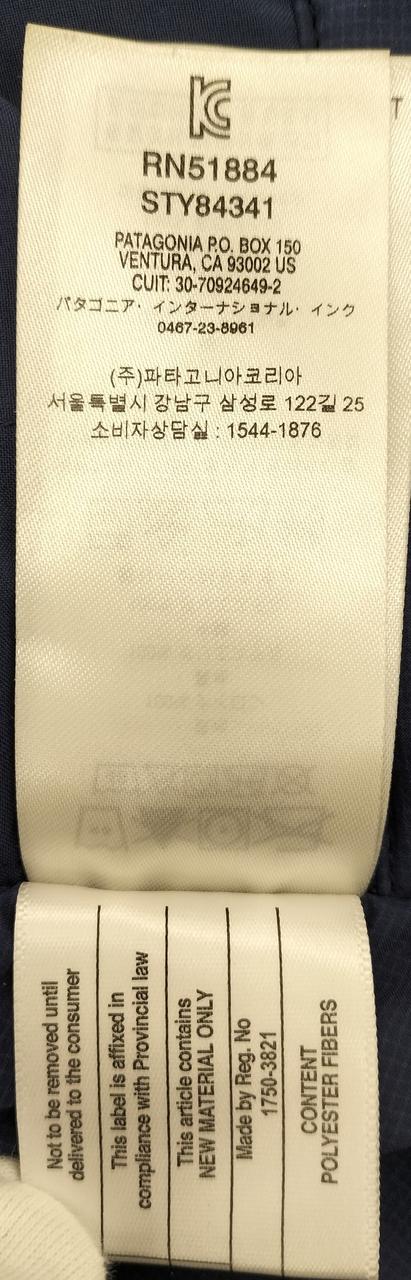 RN51884
STY84341
PATAGONIA P.O. BOX 150
VENTURA, CA 93002 US
CUIT: 30-70924649-2
パタゴニア・インターナショナル・インク
0467-23-8961
(주)파타고니아코리아
서울특별시 강남구 삼성로 122길 25
소비자상담실 : 1544-1876
T
Not to be removed until
delivered to the consumer
This label is affixed in
compliance with Provincial law
This article contains
NEW MATERIAL ONLY
Made by Reg. No
1750-3821
CONTENT
POLYESTER FIBERS